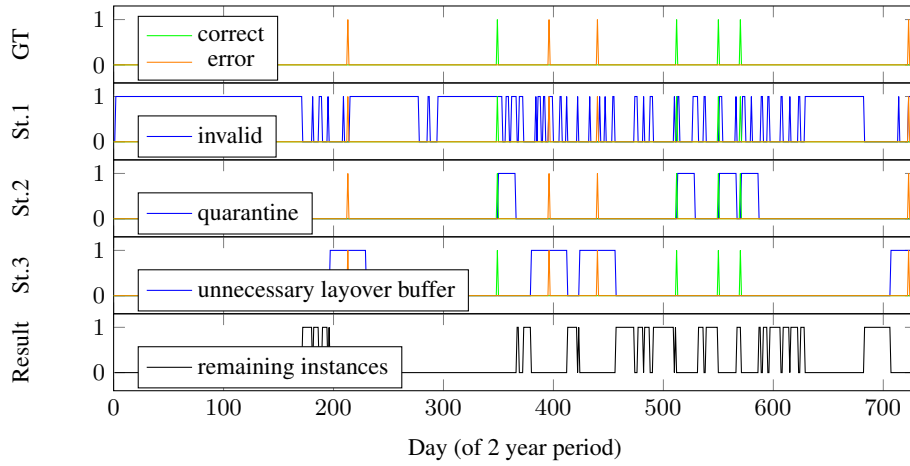 GT
1
0
correct
error
St.1
1
0
invalid
St.2
1
0
quarantine
St.3
1
0
unnecessary layover buffer
Result
1
0
remaining instances
0 100 200 300 400 500 600 700
Day (of 2 year period)